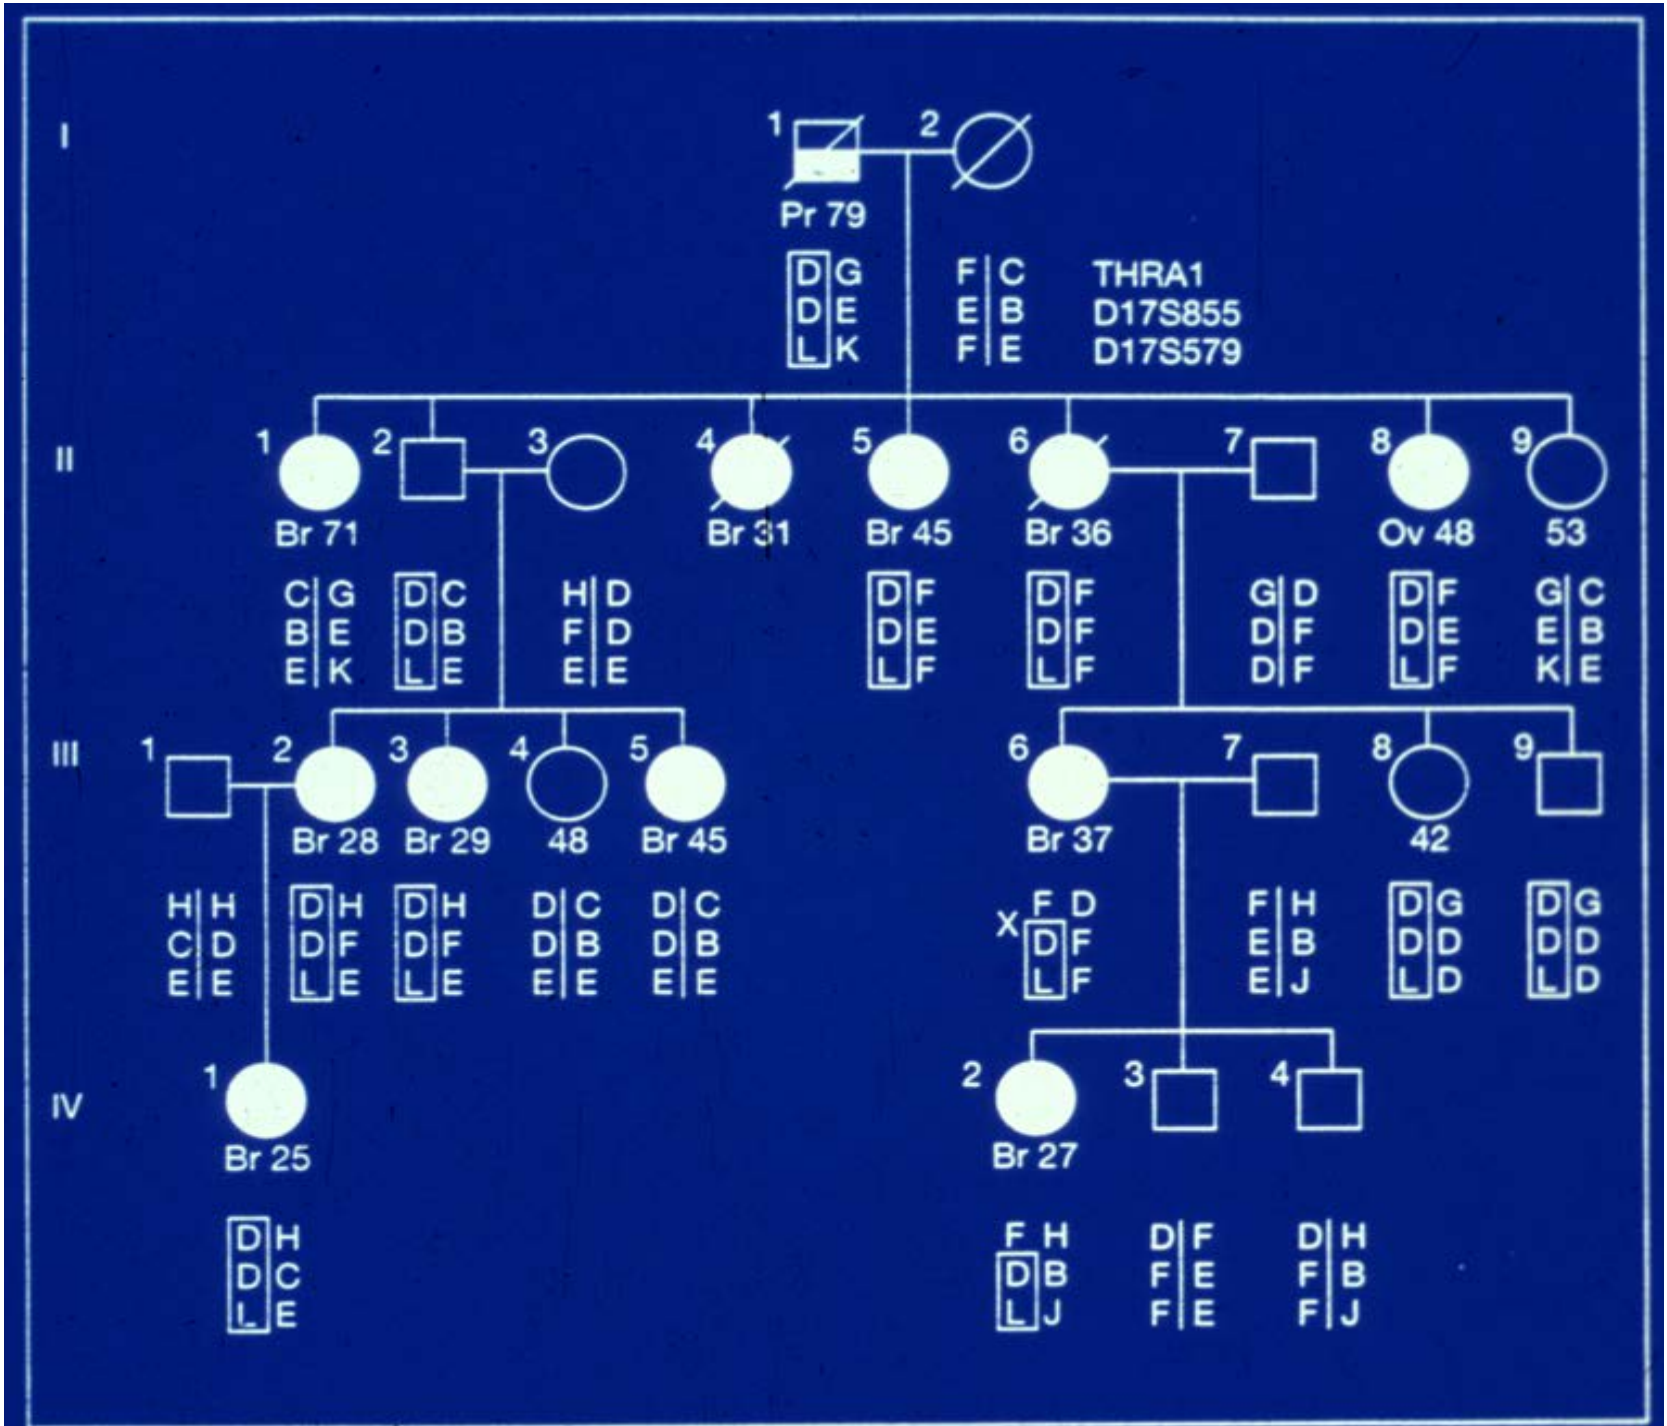 I
1 2
Pr 79
D G F C THRA1
D E E B D17S855
L K F E D17S579
II
1 2 3 4 5 6 7 8 9
Br 71 Br 31 Br 45 Br 36 Ov 48 53
C G D C H D D F D F G D D F G C
B E D B F D D E D F D F D E E B
E K L E E E L F L F D F L F K E
III
1 2 3 4 5 6 7 8 9
Br 28 Br 29 48 Br 45 Br 37 42
H H D H D H D C D C F D F H D G D G
X
C D D F D F D B D B D F E B D D D D
E E L E L E E E E E L F E J L D L D
IV
1 2 3 4
Br 25 Br 27
D H F H D F D H
D C D B F E F B
L E L J F E F J